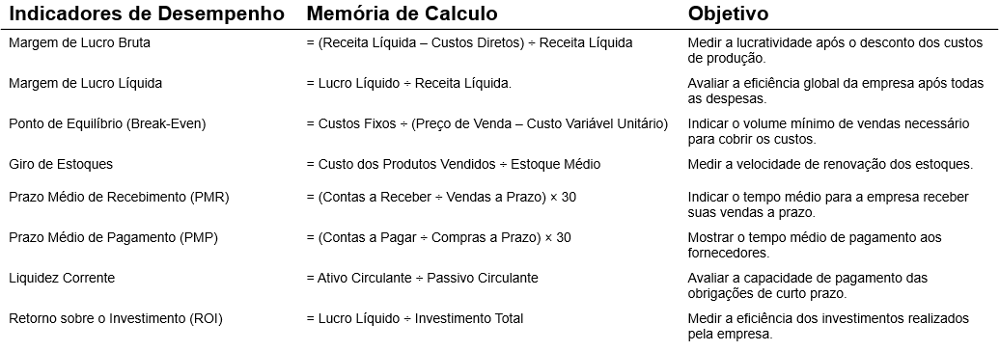 Indicadores de Desempenho Memória de Calculo Objetivo
Margem de Lucro Bruta = (Receita Líquida – Custos Diretos) ÷ Receita Líquida Medir a lucratividade após o desconto dos custos
de produção.
Margem de Lucro Líquida = Lucro Líquido ÷ Receita Líquida. Avaliar a eficiência global da empresa após todas
as despesas.
Ponto de Equilíbrio (Break-Even) = Custos Fixos ÷ (Preço de Venda – Custo Variável Unitário) Indicar o volume mínimo de vendas necessário
para cobrir os custos.
Giro de Estoques = Custo dos Produtos Vendidos ÷ Estoque Médio Medir a velocidade de renovação dos estoques.
Prazo Médio de Recebimento (PMR) = (Contas a Receber ÷ Vendas a Prazo) × 30 Indicar o tempo médio para a empresa receber
suas vendas a prazo.
Prazo Médio de Pagamento (PMP) = (Contas a Pagar ÷ Compras a Prazo) × 30 Mostrar o tempo médio de pagamento aos
fornecedores.
Liquidez Corrente = Ativo Circulante ÷ Passivo Circulante Avaliar a capacidade de pagamento das
obrigações de curto prazo.
Retorno sobre o Investimento (ROI) = Lucro Líquido ÷ Investimento Total Medir a eficiência dos investimentos realizados
pela empresa.